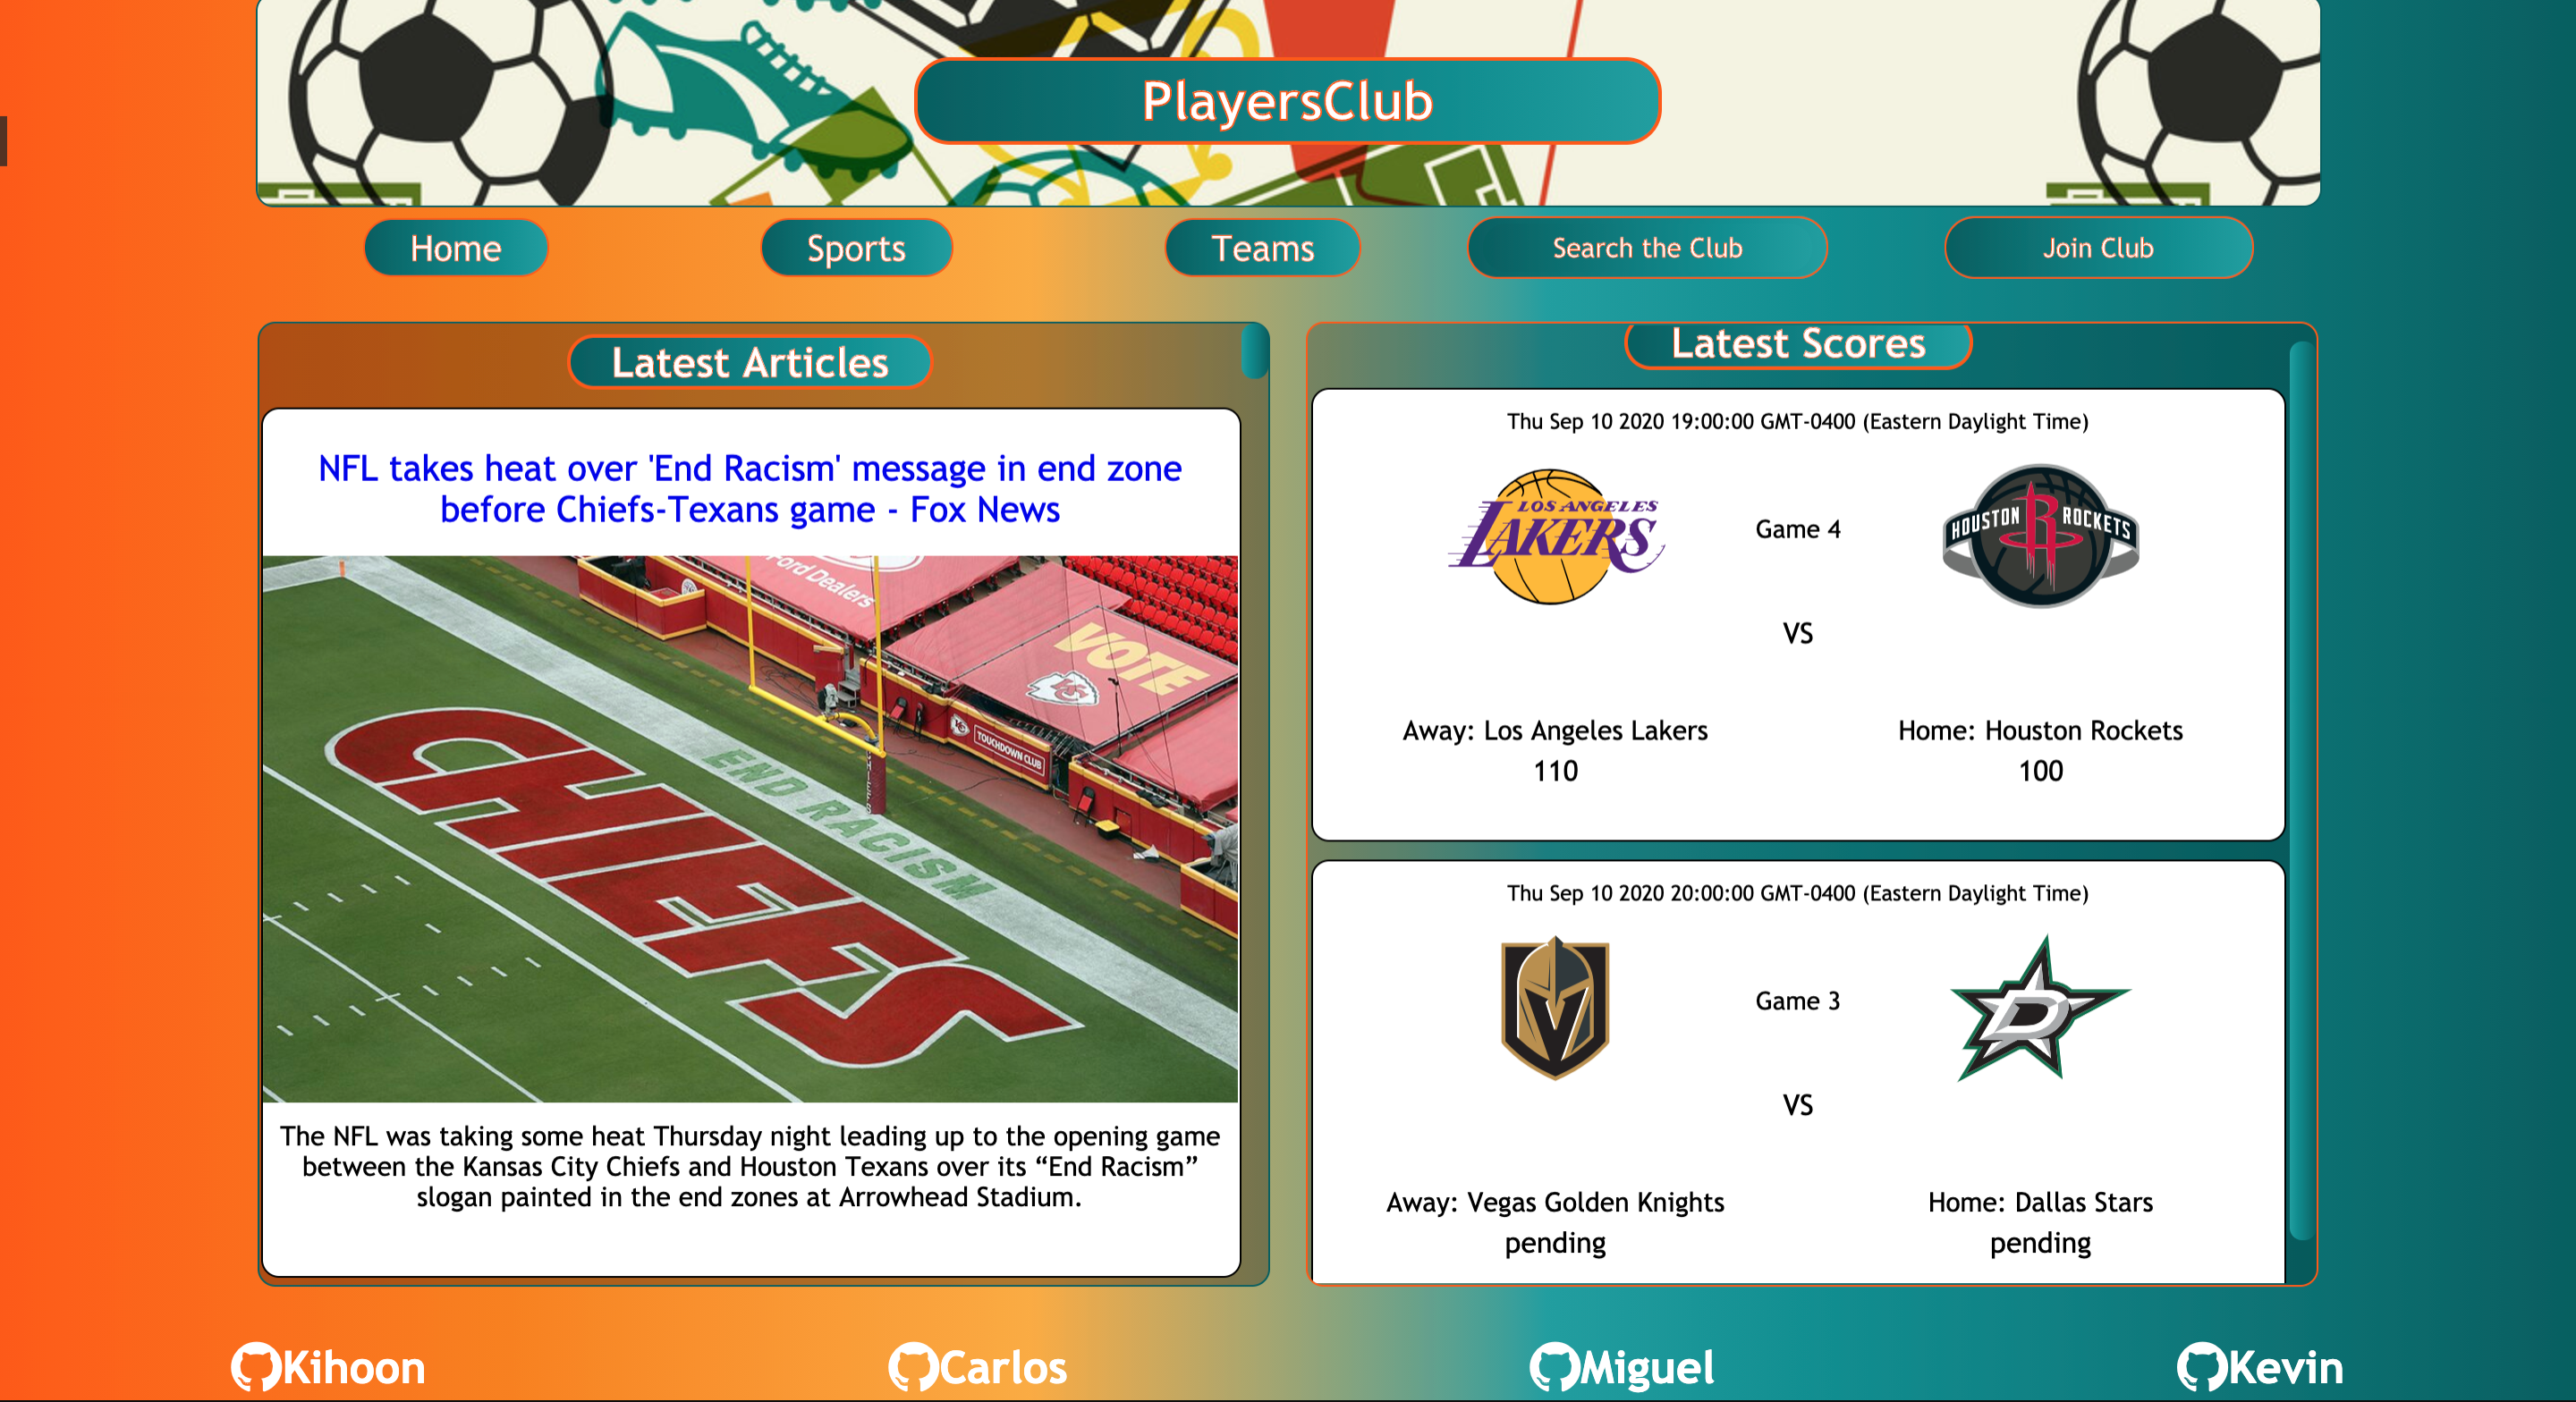 PlayersClub
Home
Sports
Teams
Search the Club
Join Club
Latest Articles
NFL takes heat over 'End Racism' message in end zone
before Chiefs-Texans game - Fox News
Ford Dealers
VOTE
KC
TOUCHDOWN CLUB
END RACISM
CHIEFS
The NFL was taking some heat Thursday night leading up to the opening game
between the Kansas City Chiefs and Houston Texans over its “End Racism”
slogan painted in the end zones at Arrowhead Stadium.
Latest Scores
Thu Sep 10 2020 19:00:00 GMT-0400 (Eastern Daylight Time)
LOS ANGELES
LAKERS
Game 4
HOUSTON R ROCKETS
VS
Away: Los Angeles Lakers
110
Home: Houston Rockets
100
Thu Sep 10 2020 20:00:00 GMT-0400 (Eastern Daylight Time)
Game 3
D
VS
Away: Vegas Golden Knights
pending
Home: Dallas Stars
pending
Kihoon
Carlos
Miguel
Kevin